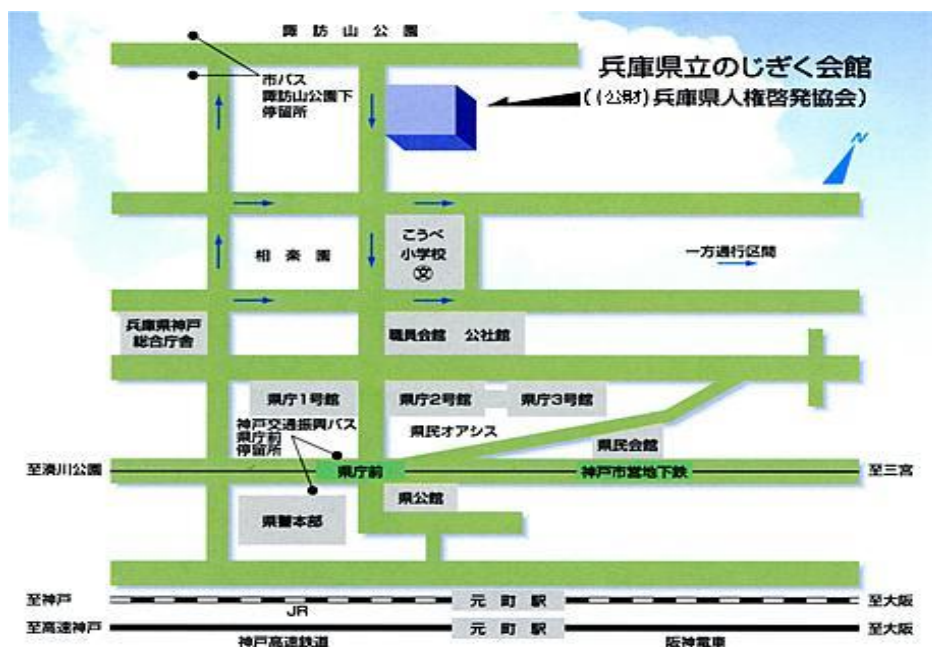 諏訪山公園
市バス
諏訪山公園下
停留所
兵庫県立のじぎく会館
((公財)兵庫県人権啓発協会)
N
こうべ
小学校
文
相楽園
一方通行区間
兵庫県神戸
総合庁舎
職員会館 公社館
県庁1号館
県庁2号館
県庁3号館
神戸交通振興バス
県庁前
停留所
県民オアシス
県民会館
至湊川公園
県庁前
神戸市営地下鉄
至三宮
県公館
県警本部
至神戸
JR
元町駅
至大阪
至高速神戸
神戸高速鉄道
元町駅
阪神電車
至大阪